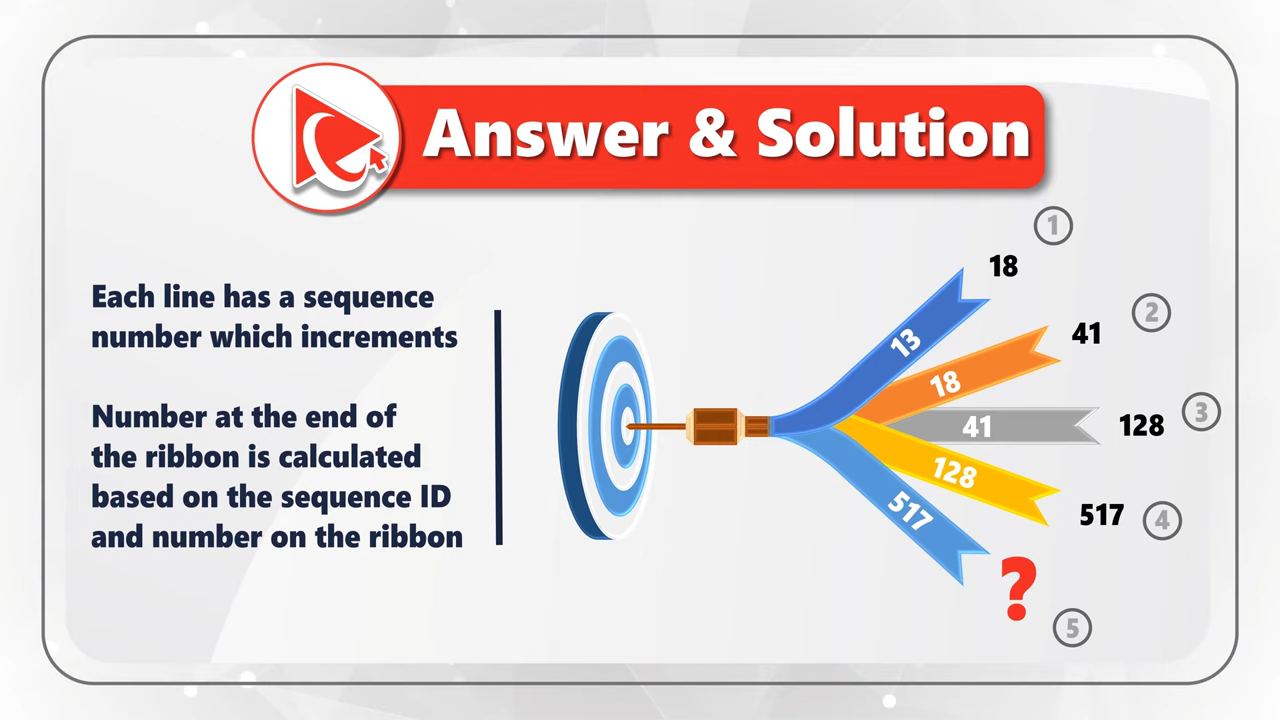 Answer & Solution
Each line has a sequence
number which increments
Number at the end of
the ribbon is calculated
based on the sequence ID
and number on the ribbon
1
18
13
2
41
18
3
128
41
4
517
128
517
?
5